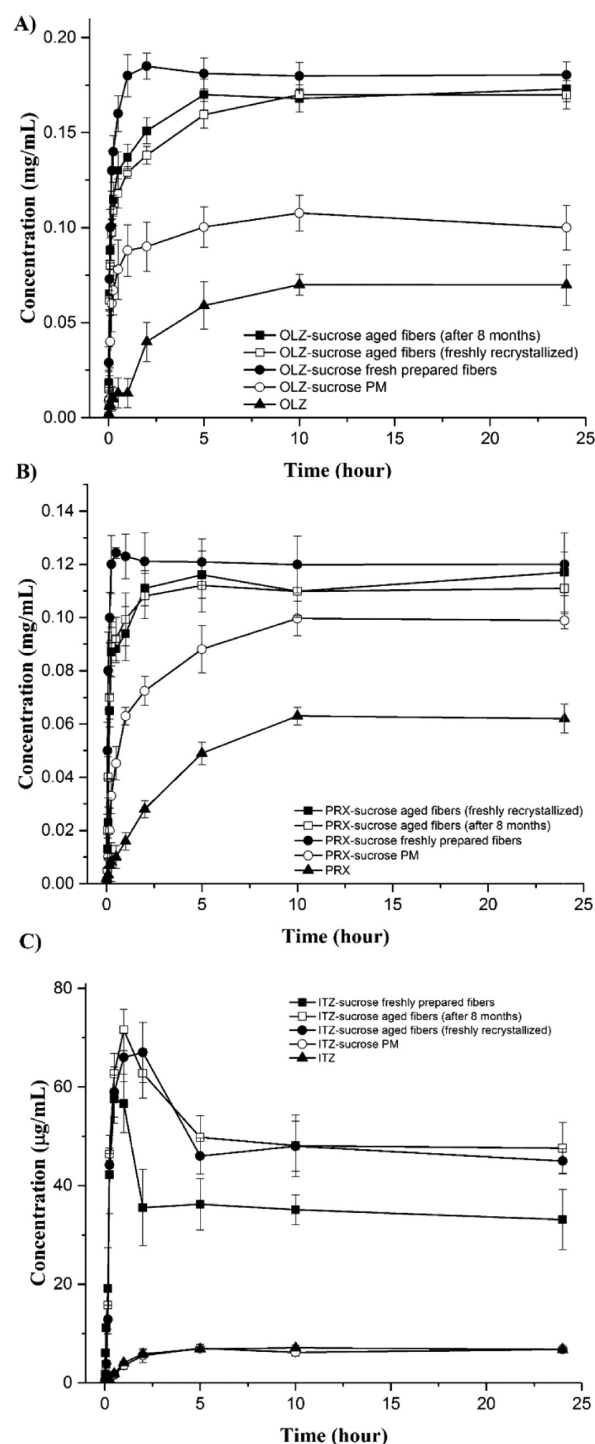 A)
0.20
0.15
0.10
0.05
0.00
Concentration (mg/mL)
OLZ-sucrose aged fibers (after 8 months)
OLZ-sucrose aged fibers (freshly recrystallized)
OLZ-sucrose fresh prepared fibers
OLZ-sucrose PM
OLZ
0 5 10 15 20 25
Time (hour)
B)
0.14
0.12
0.10
0.08
0.06
0.04
0.02
0.00
Concentration (mg/mL)
PRX-sucrose aged fibers (freshly recrystallized)
PRX-sucrose aged fibers (after 8 months)
PRX-sucrose freshly prepared fibers
PRX-sucrose PM
PRX
0 5 10 15 20 25
Time (hour)
C)
80
60
40
20
0
Concentration (µg/mL)
ITZ-sucrose freshly prepared fibers
ITZ-sucrose aged fibers (after 8 months)
ITZ-sucrose aged fibers (freshly recrystallized)
ITZ-sucrose PM
ITZ
0 5 10 15 20 25
Time (hour)